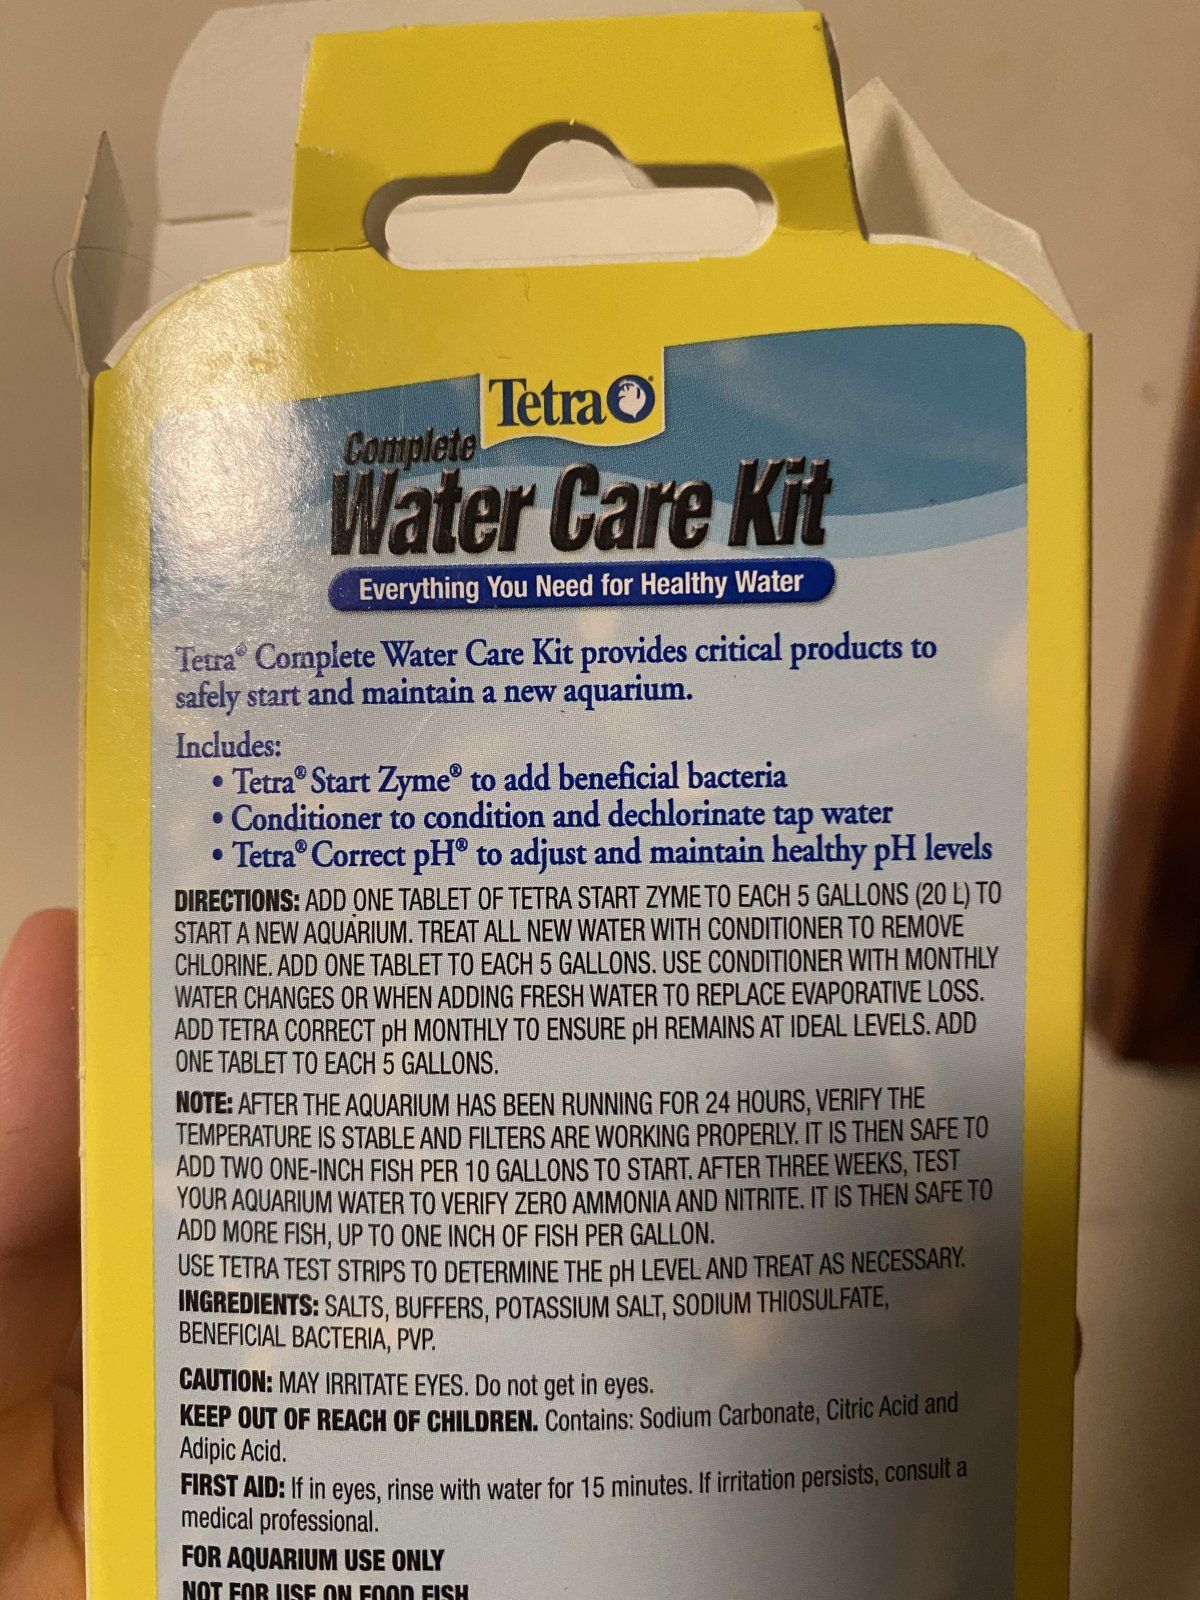 Tetra®
Complete
Water Care Kit
Everything You Need for Healthy Water
Tetra® Complete Water Care Kit provides critical products to
safely start and maintain a new aquarium.
Includes:
• Tetra® Start Zyme® to add beneficial bacteria
• Conditioner to condition and dechlorinate tap water
• Tetra® Correct pH® to adjust and maintain healthy pH levels
DIRECTIONS: ADD ONE TABLET OF TETRA START ZYME TO EACH 5 GALLONS (20 L) TO
START A NEW AQUARIUM. TREAT ALL NEW WATER WITH CONDITIONER TO REMOVE
CHLORINE. ADD ONE TABLET TO EACH 5 GALLONS. USE CONDITIONER WITH MONTHLY
WATER CHANGES OR WHEN ADDING FRESH WATER TO REPLACE EVAPORATIVE LOSS.
ADD TETRA CORRECT pH MONTHLY TO ENSURE pH REMAINS AT IDEAL LEVELS. ADD
ONE TABLET TO EACH 5 GALLONS.
NOTE: AFTER THE AQUARIUM HAS BEEN RUNNING FOR 24 HOURS, VERIFY THE
TEMPERATURE IS STABLE AND FILTERS ARE WORKING PROPERLY. IT IS THEN SAFE TO
ADD TWO ONE-INCH FISH PER 10 GALLONS TO START. AFTER THREE WEEKS, TEST
YOUR AQUARIUM WATER TO VERIFY ZERO AMMONIA AND NITRITE. IT IS THEN SAFE TO
ADD MORE FISH, UP TO ONE INCH OF FISH PER GALLON.
USE TETRA TEST STRIPS TO DETERMINE THE pH LEVEL AND TREAT AS NECESSARY.
INGREDIENTS: SALTS, BUFFERS, POTASSIUM SALT, SODIUM THIOSULFATE,
BENEFICIAL BACTERIA, PVP.
CAUTION: MAY IRRITATE EYES. Do not get in eyes.
KEEP OUT OF REACH OF CHILDREN. Contains: Sodium Carbonate, Citric Acid and
Adipic Acid.
FIRST AID: If in eyes, rinse with water for 15 minutes. If irritation persists, consult a
medical professional.
FOR AQUARIUM USE ONLY
NOT FOR USE ON FOOD FISH